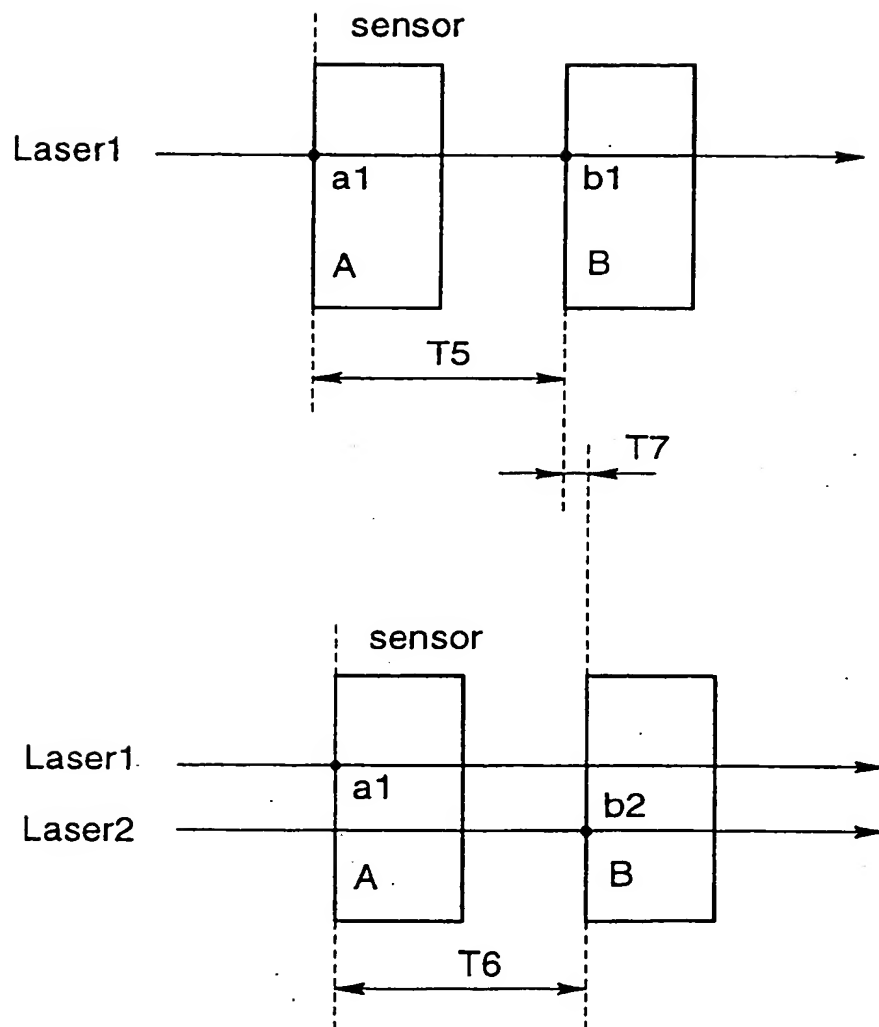 sensor
Laser1
a1
b1
A
B
T5
T7
sensor
Laser1
a1
b2
Laser2
A
B
T6